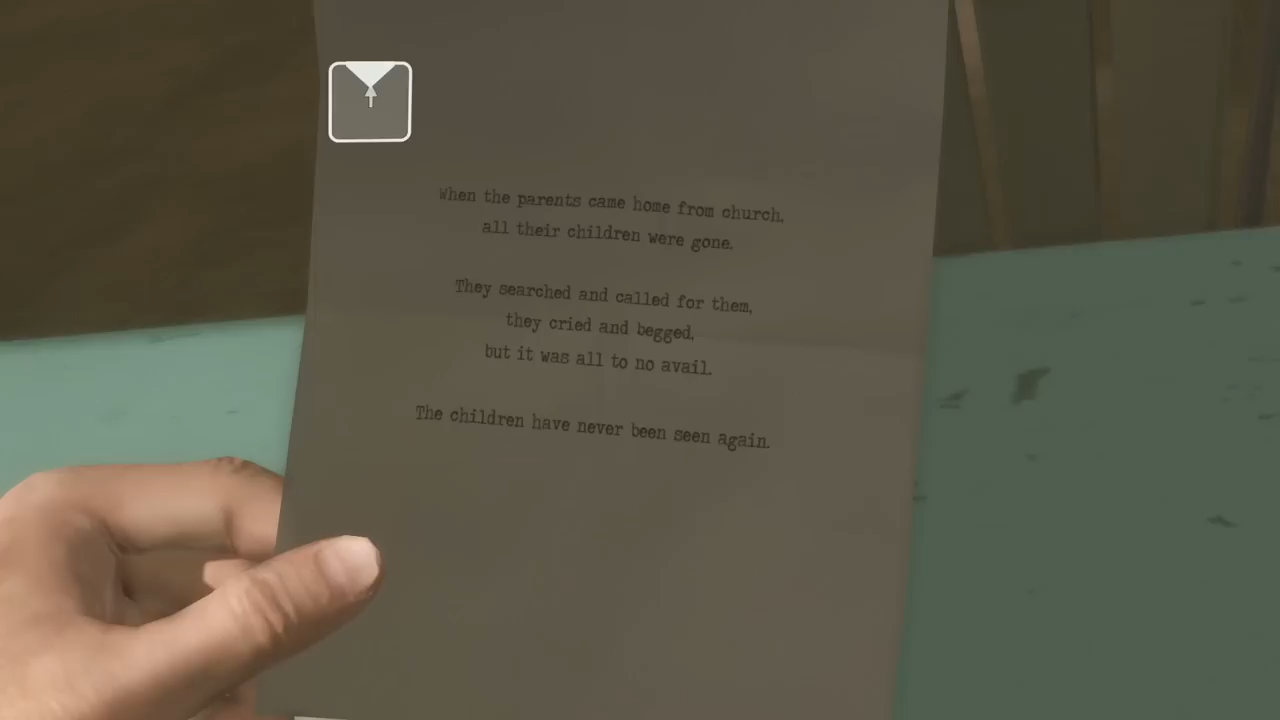 When the parents came home from church,
all their children were gone.
They searched and called for them,
they cried and begged,
but it was all to no avail.
The children have never been seen again.